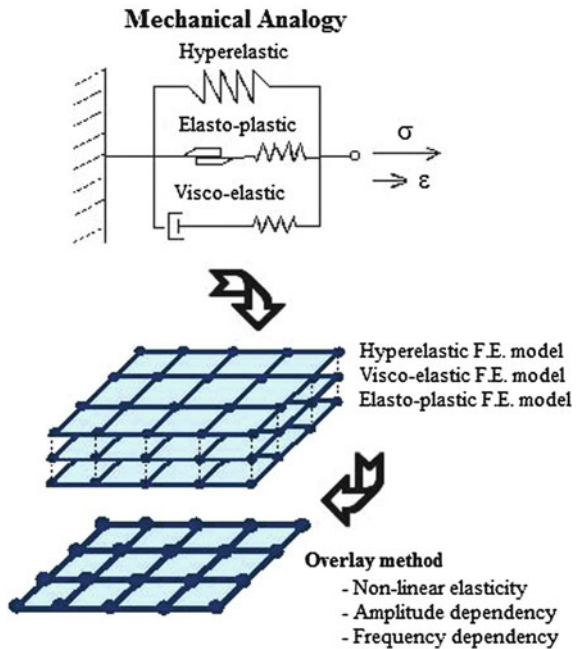 Mechanical Analogy
Hyperelastic
Elasto-plastic
σ
ε
Visco-elastic
Hyperelastic F.E. model
Visco-elastic F.E. model
Elasto-plastic F.E. model
Overlay method
- Non-linear elasticity
- Amplitude dependency
- Frequency dependency